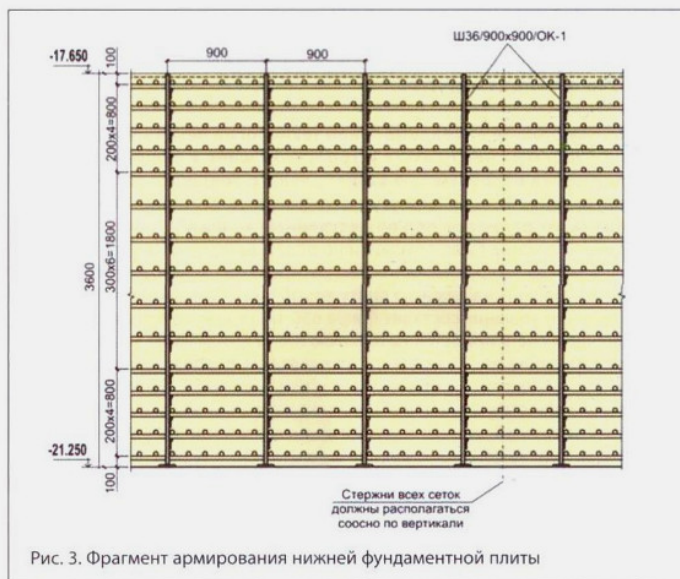 Ш36/900х900/ОК-1
900
900
-17.650
100
200х4=800
300х6=1800
3600
200х4=800
-21.250
100
Стержни всех сеток
должны располагаться
соосно по вертикали
Рис. 3. Фрагмент армирования нижней фундаментной плиты